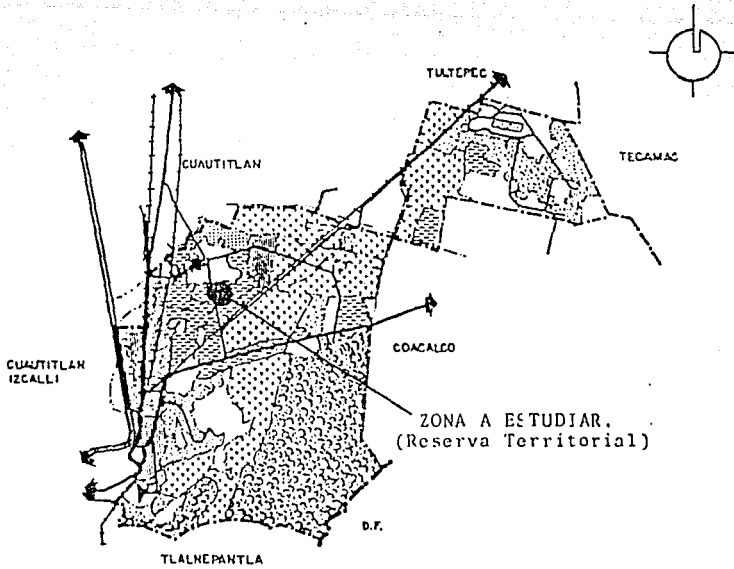 TULTEPEC
TECAMAC
CUAUTITLAN
COACALCO
CUAUTITLAN
IZCALLI
ZONA A ESTUDIAR.
(Reserva Territorial)
D.F.
TLALNEPANTLA